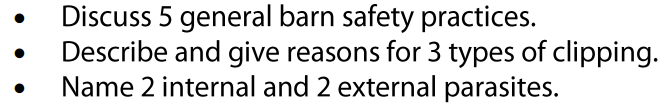 • Discuss 5 general barn safety practices.
• Describe and give reasons for 3 types of clipping.
• Name 2 internal and 2 external parasites.